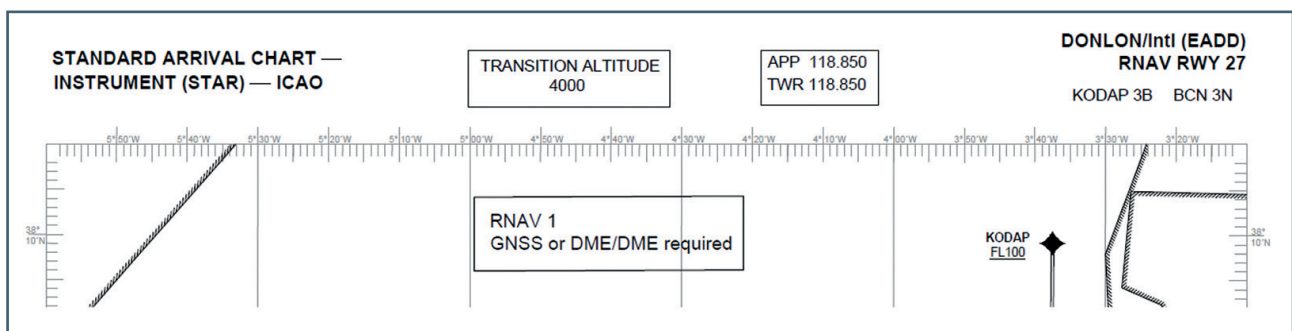 STANDARD ARRIVAL CHART —
INSTRUMENT (STAR) — ICAO
TRANSITION ALTITUDE
4000
APP 118.850
TWR 118.850
DONLON/Intl (EADD)
RNAV RWY 27
KODAP 3B BCN 3N
5°50'W 5°40'W 5°30'W 5°20'W 5°10'W 5°00'W 4°50'W 4°40'W 4°30'W 4°20'W 4°10'W 4°00'W 3°50'W 3°40'W 3°30'W 3°20'W
RNAV 1
GNSS or DME/DME required
38°
10'N
KODAP
FL100
38°
10'N